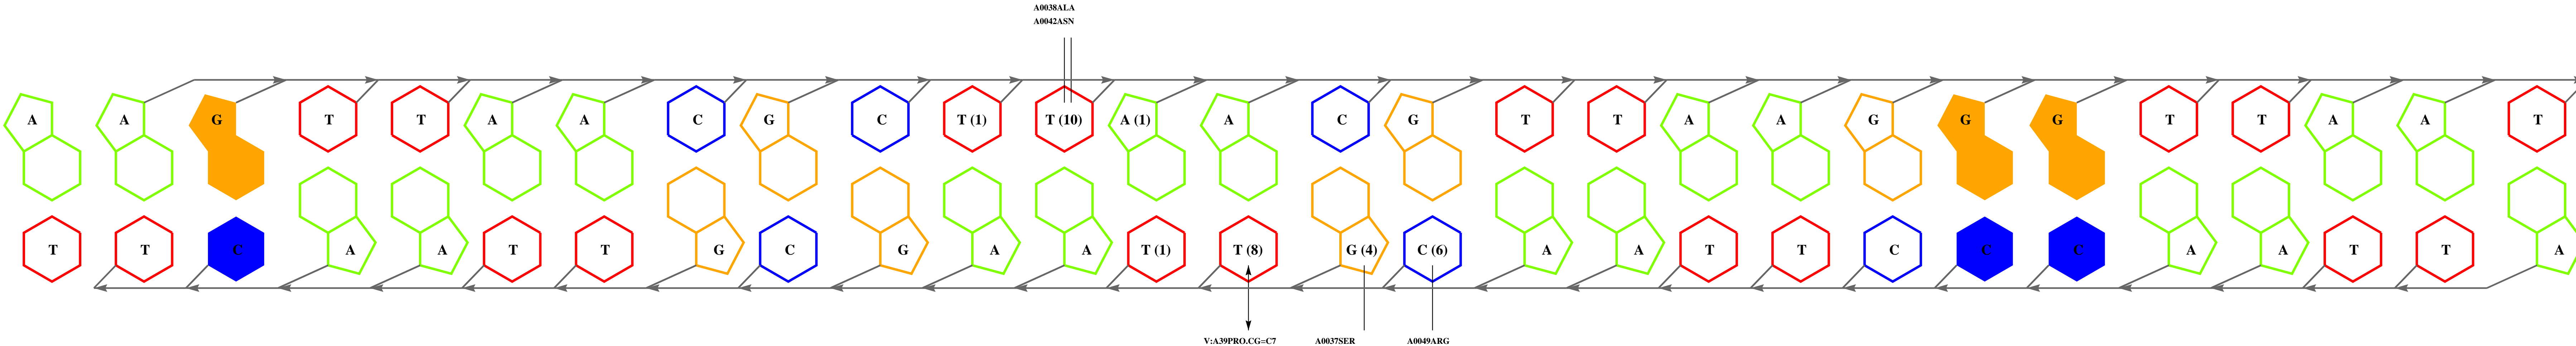 A0038ALA
A0042ASN
A A G T T A A C G C T (1) T (10) A (1) A C G T T A A G G G T T A A T
T T C A A T T G C G A A T (1) T (8) G (4) C (6) A A T T C C C A A T T A
V:A39PRO.CG=C7 A0037SER A0049ARG